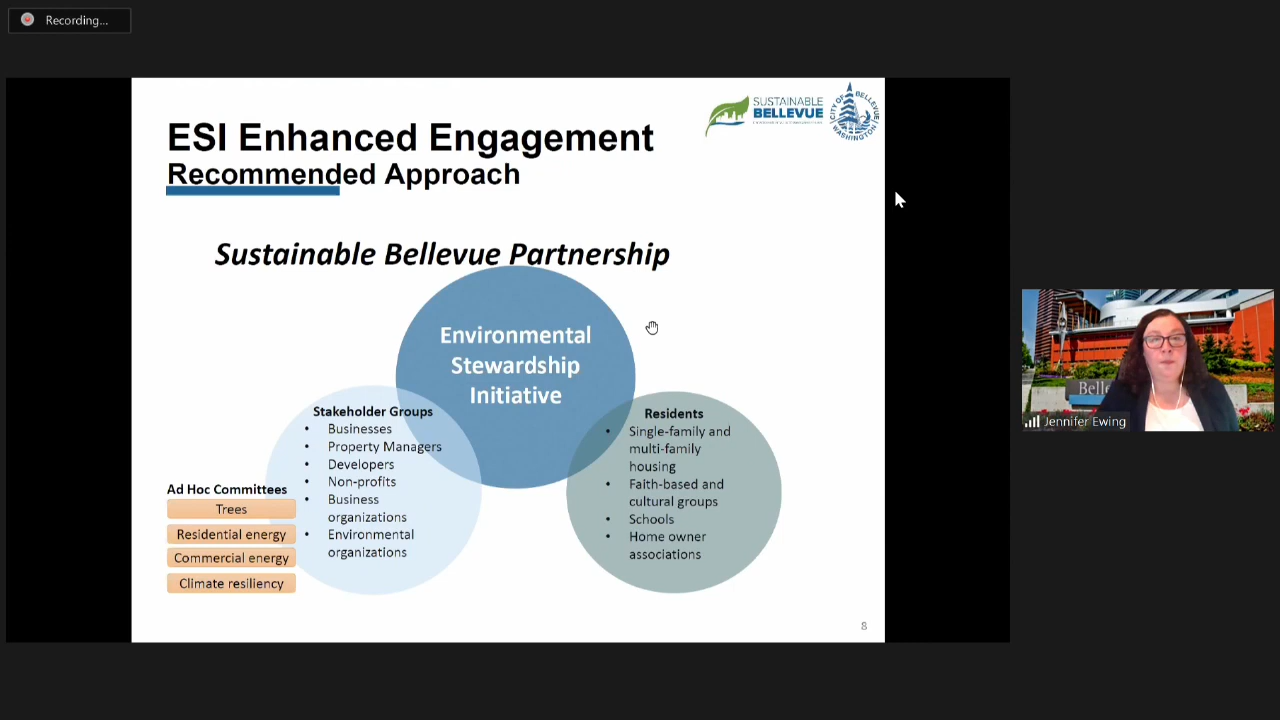 Recording...
SUSTAINABLE
BELLEVUE
CITY OF BELLEVUE
WASHINGTON
ESI Enhanced Engagement
Recommended Approach
Sustainable Bellevue Partnership
Environmental
Stewardship
Initiative
Stakeholder Groups
• Businesses
• Property Managers
• Developers
• Non-profits
• Business
organizations
• Environmental
organizations
Residents
• Single-family and
multi-family
housing
• Faith-based and
cultural groups
• Schools
• Home owner
associations
Ad Hoc Committees
Trees
Residential energy
Commercial energy
Climate resiliency
8
Belle
Jennifer Ewing